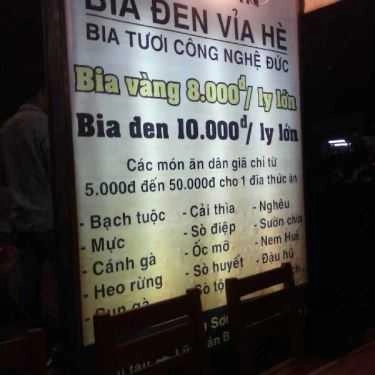 BIA ĐEN VỈA HÈ
BIA TƯƠI CÔNG NGHỆ ĐỨC
Bia vàng 8.000đ/ ly lớn
Bia đen 10.000đ/ ly lớn
Các món ăn dân giã chỉ từ
5.000đ đến 50.000đ cho 1 đĩa thức ăn
- Bạch tuộc
- Mực
- Cánh gà
- Heo rừng
- Cải thìa
- Sò điệp
- Ốc mỡ
- Sò huyết
- Sò
- Nghêu
- Sườn chìa
- Nem Huế
- Đậu hũ